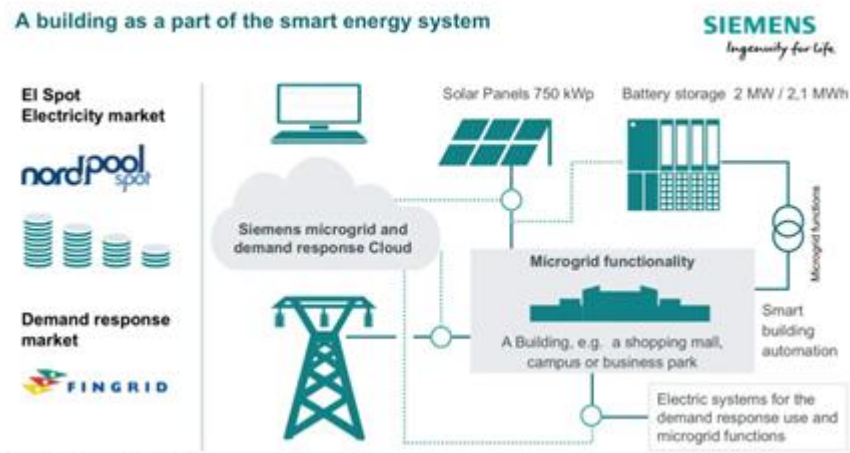 A building as a part of the smart energy system
SIEMENS
Ingenuity for life
El Spot
Electricity market
nordpool
spot
Demand response
market
FINGRID
Solar Panels 750 kWp
Battery storage 2 MW / 2,1 MWh
Siemens microgrid and
demand response Cloud
Microgrid functionality
A Building, e.g. a shopping mall,
campus or business park
Microgrid functions
Smart
building
automation
Electric systems for the
demand response use and
microgrid functions